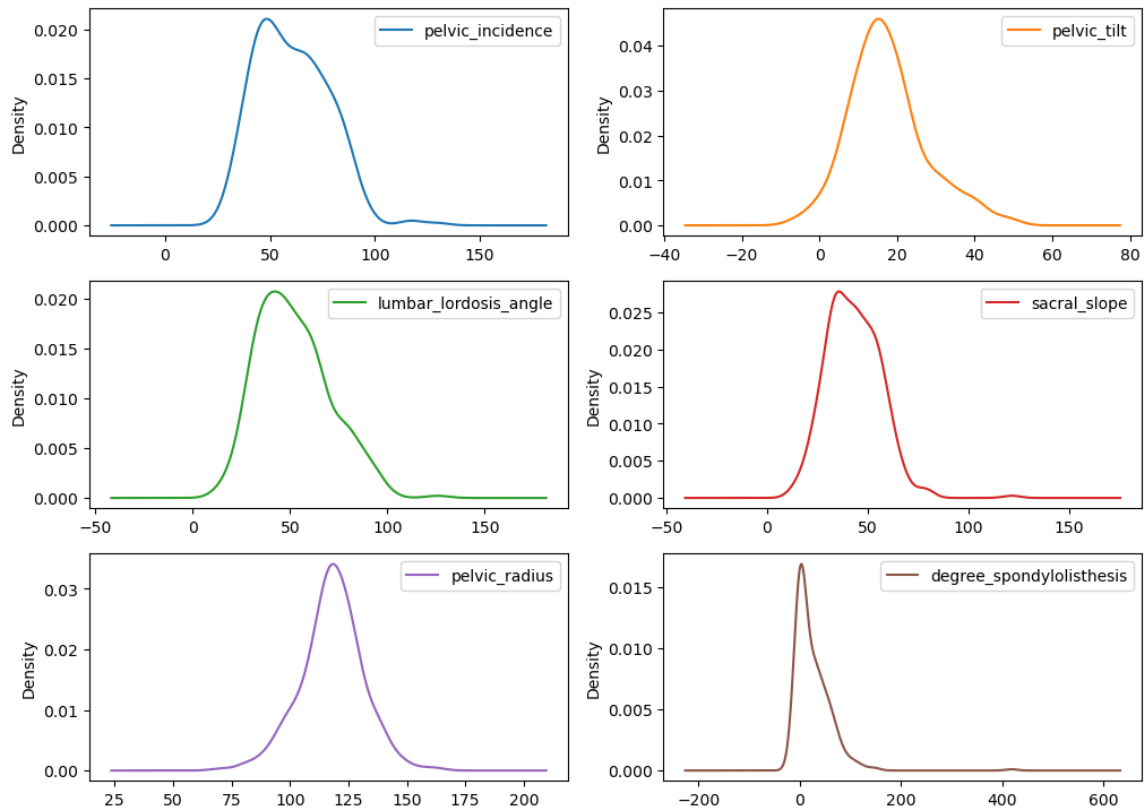 pelvic_incidence
Density
0.020
0.015
0.010
0.005
0.000
0 50 100 150
pelvic_tilt
Density
0.04
0.03
0.02
0.01
0.00
−40 −20 0 20 40 60 80
lumbar_lordosis_angle
Density
0.020
0.015
0.010
0.005
0.000
−50 0 50 100 150
sacral_slope
Density
0.025
0.020
0.015
0.010
0.005
0.000
−50 0 50 100 150
pelvic_radius
Density
0.03
0.02
0.01
0.00
25 50 75 100 125 150 175 200
degree_spondylolisthesis
Density
0.015
0.010
0.005
0.000
−200 0 200 400 600